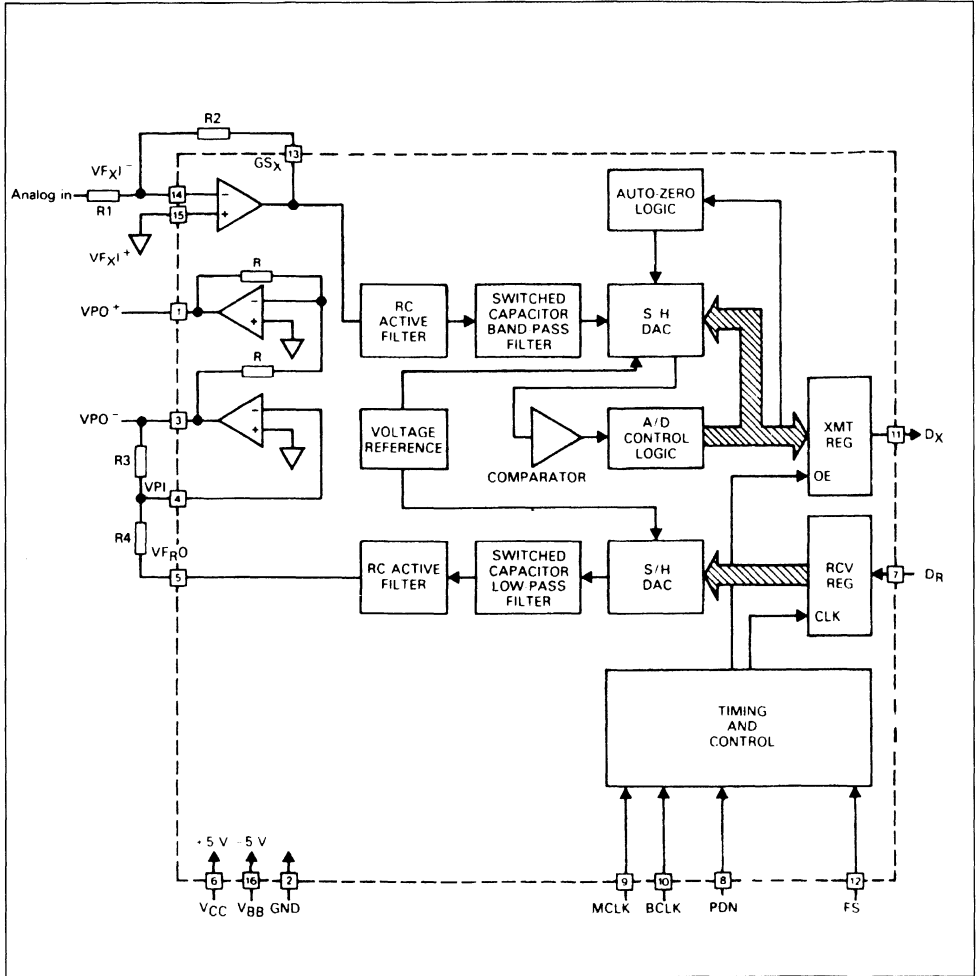 R2
VFXI-
GSX
13
Analog in
R1
14
-
15
+
VFXI+
AUTO-ZERO
LOGIC
R
VPO+
1
-
+
RC
ACTIVE
FILTER
SWITCHED
CAPACITOR
BAND PASS
FILTER
S H
DAC
R
VPO-
3
-
+
R3
VPI
4
R4
VFRO
5
VOLTAGE
REFERENCE
COMPARATOR
A/D
CONTROL
LOGIC
XMT
REG
OE
11
DX
RC ACTIVE
FILTER
SWITCHED
CAPACITOR
LOW-PASS
FILTER
S/H
DAC
RCV
REG
CLK
7
DR
TIMING
AND
CONTROL
+5 V
-5 V
6
16
2
9
10
8
12
VCC
VBB
GND
MCLK
BCLK
PDN
FS